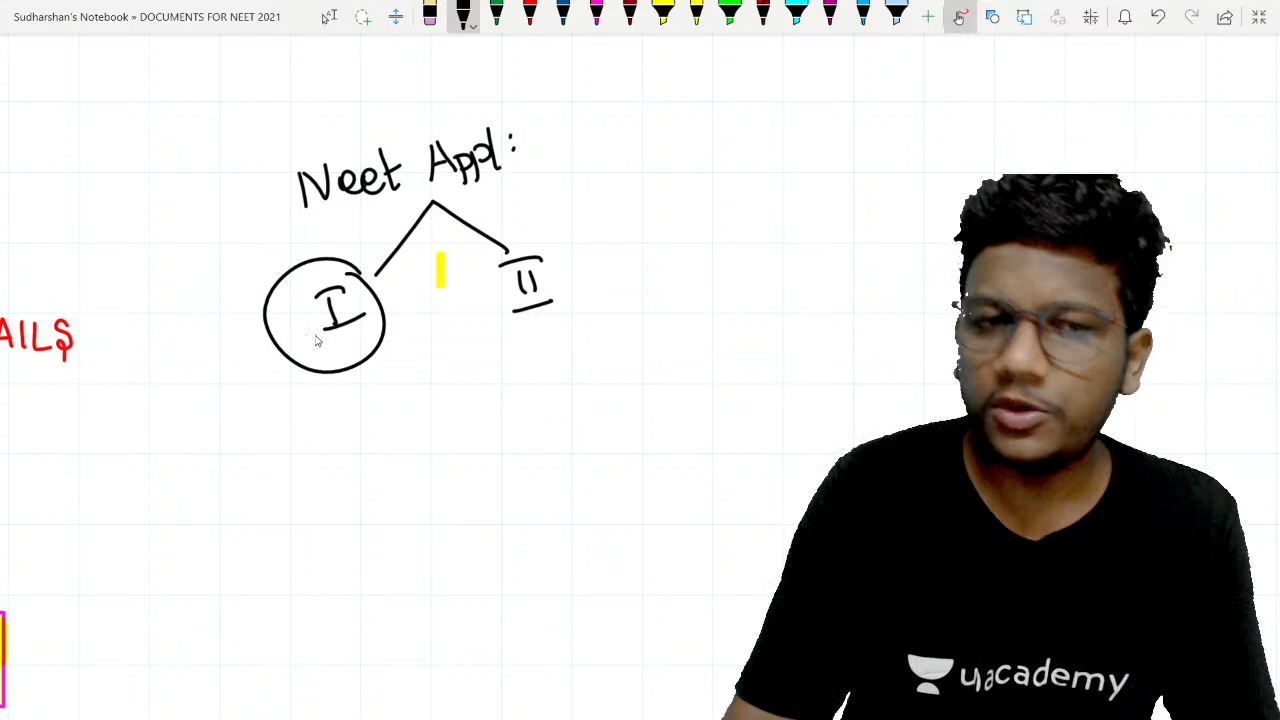 Sudharshan's Notebook » DOCUMENTS FOR NEET 2021
Neet Appl:
I
II
AILS
unacademy